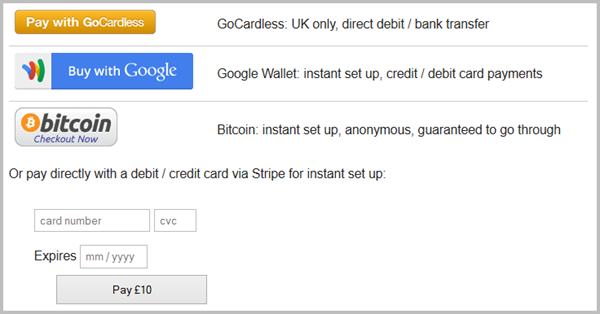 Pay with GoCardless
GoCardless: UK only, direct debit / bank transfer
Buy with Google
Google Wallet: instant set up, credit / debit card payments
bitcoin
Checkout Now
Bitcoin: instant set up, anonymous, guaranteed to go through
Or pay directly with a debit / credit card via Stripe for instant set up:
card number cvc
Expires mm / yyyy
Pay £10